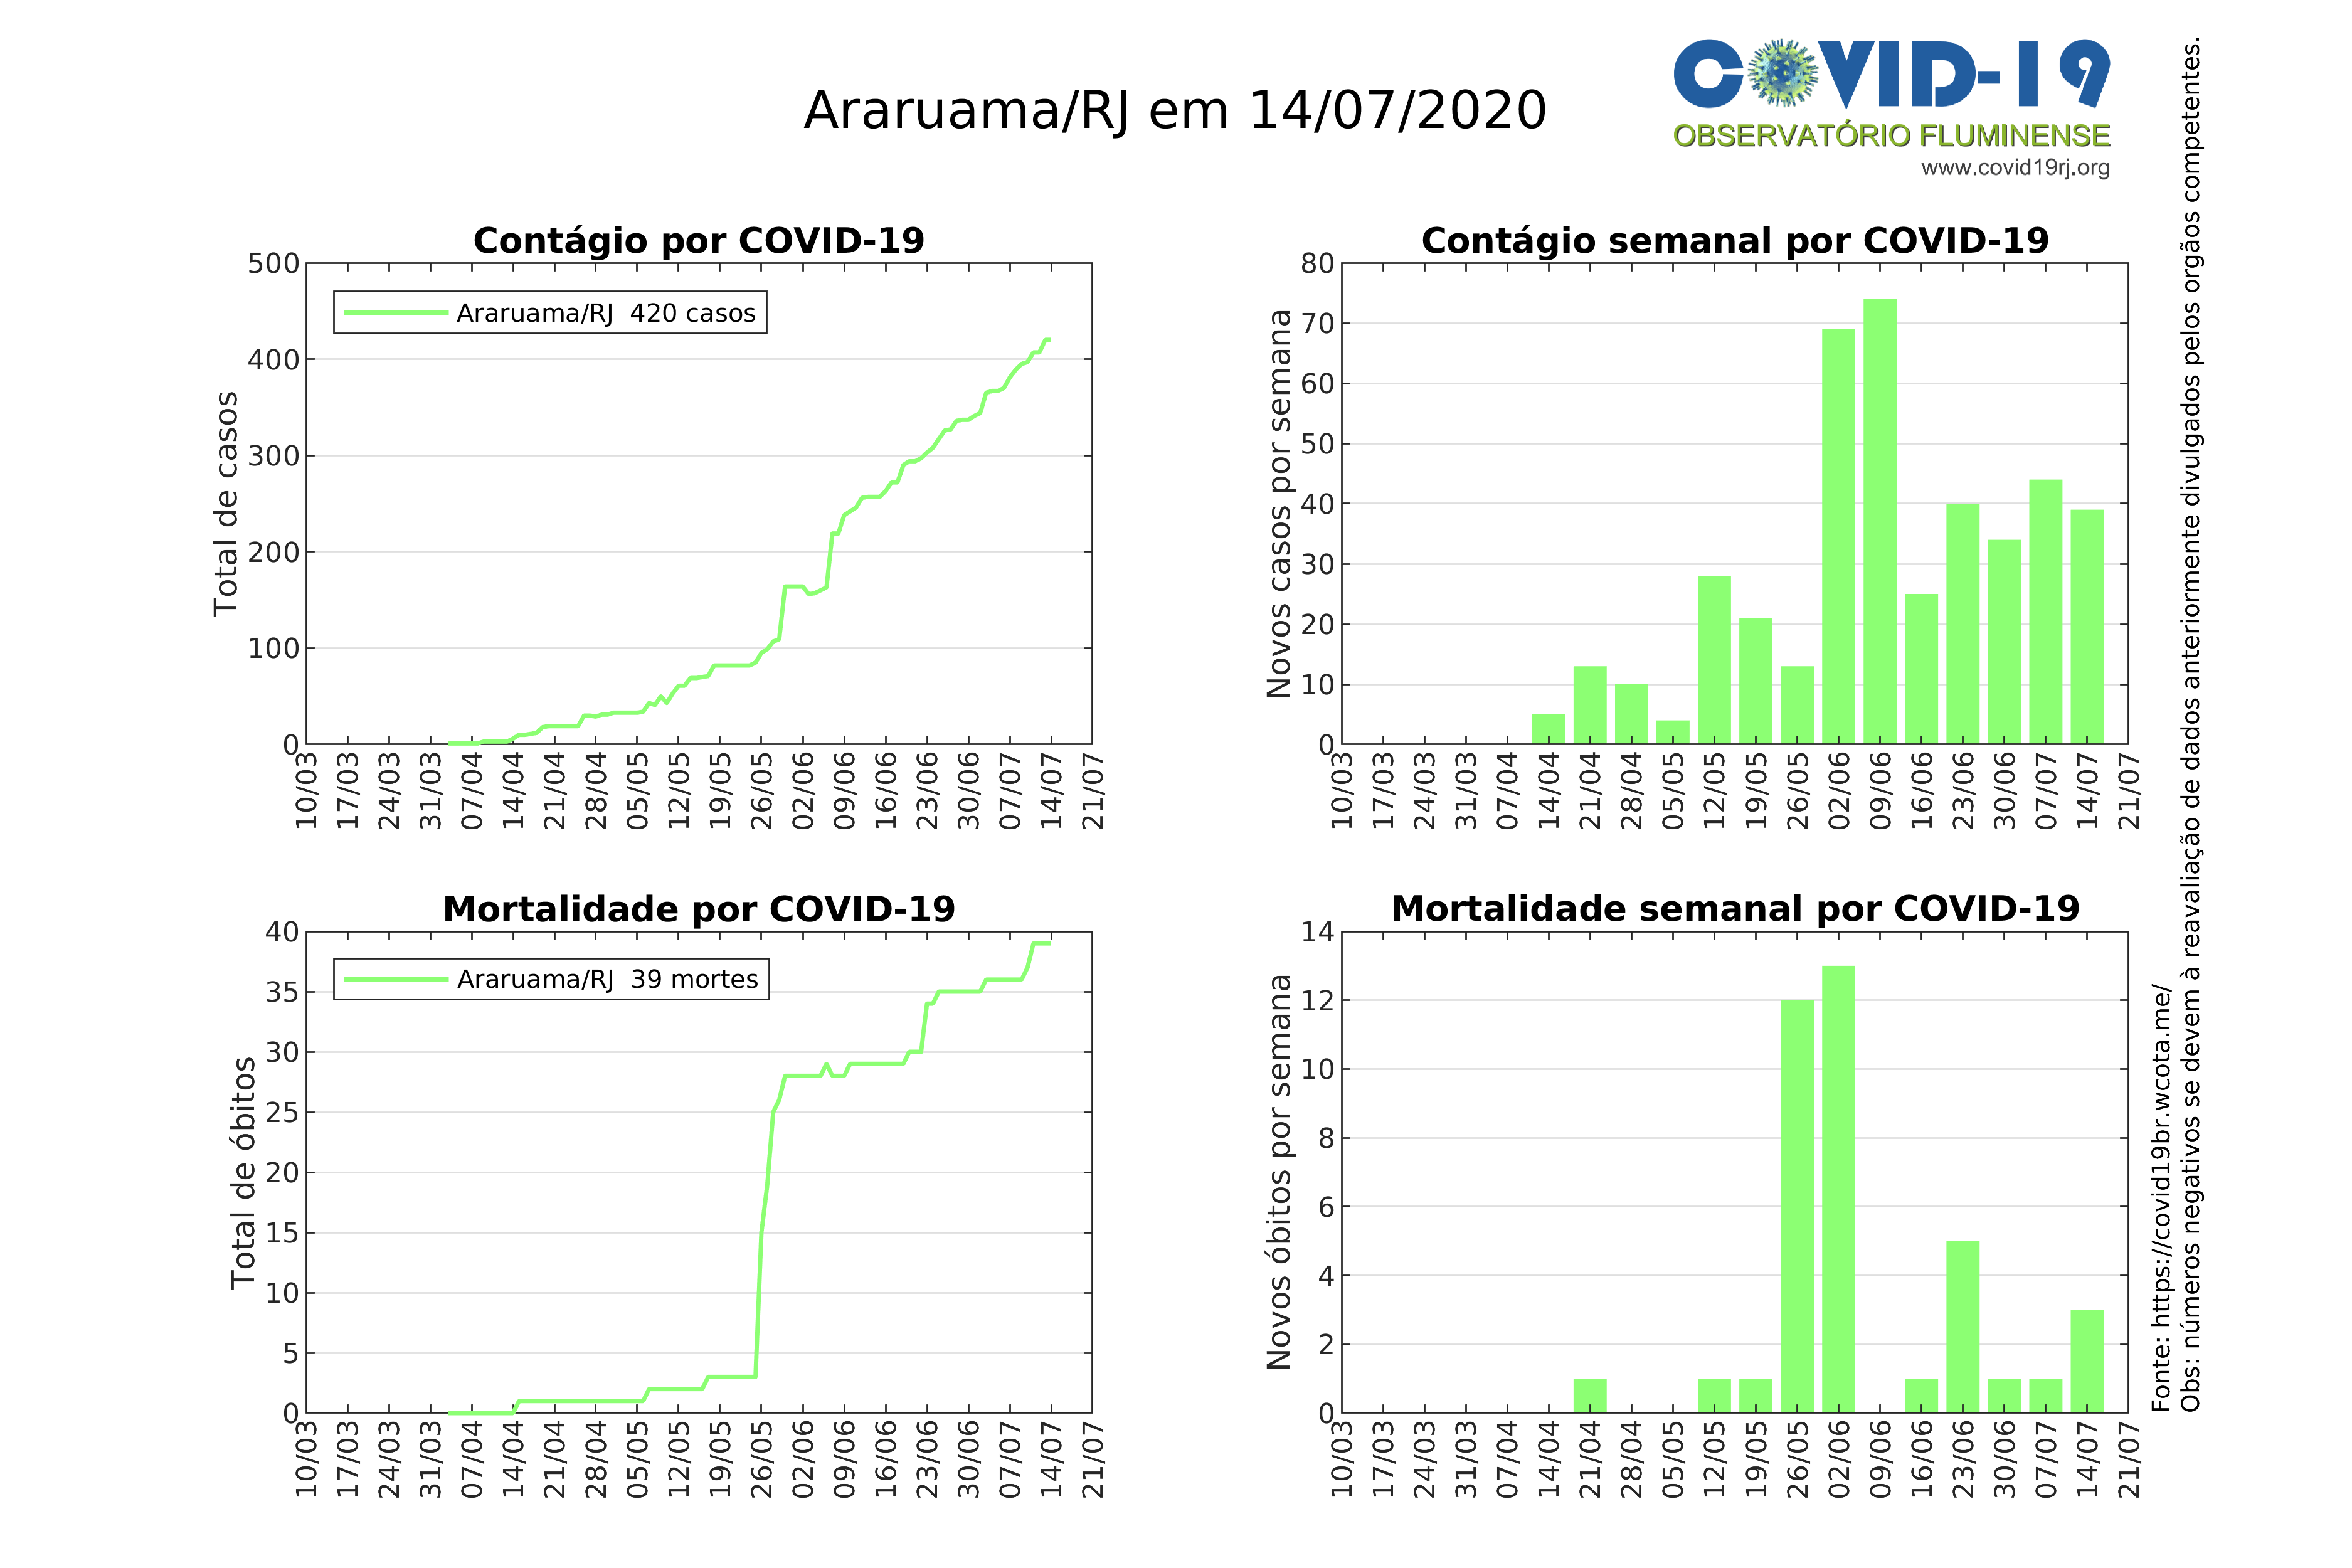 Araruama/RJ em 14/07/2020
COVID-19
OBSERVATÓRIO FLUMINENSE
www.covid19rj.org
Contágio por COVID-19
Total de casos
500
400
300
200
100
0
Araruama/RJ 420 casos
10/03 17/03 24/03 31/03 07/04 14/04 21/04 28/04 05/05 12/05 19/05 26/05 02/06 09/06 16/06 23/06 30/06 07/07 14/07 21/07
Contágio semanal por COVID-19
Novos casos por semana
80
70
60
50
40
30
20
10
0
10/03 17/03 24/03 31/03 07/04 14/04 21/04 28/04 05/05 12/05 19/05 26/05 02/06 09/06 16/06 23/06 30/06 07/07 14/07 21/07
Mortalidade por COVID-19
Total de óbitos
40
35
30
25
20
15
10
5
0
Araruama/RJ 39 mortes
10/03 17/03 24/03 31/03 07/04 14/04 21/04 28/04 05/05 12/05 19/05 26/05 02/06 09/06 16/06 23/06 30/06 07/07 14/07 21/07
Mortalidade semanal por COVID-19
Novos óbitos por semana
14
12
10
8
6
4
2
0
10/03 17/03 24/03 31/03 07/04 14/04 21/04 28/04 05/05 12/05 19/05 26/05 02/06 09/06 16/06 23/06 30/06 07/07 14/07 21/07
Fonte: https://covid19br.wcota.me/
Obs: números negativos se devem à reavaliação de dados anteriormente divulgados pelos orgãos competentes.